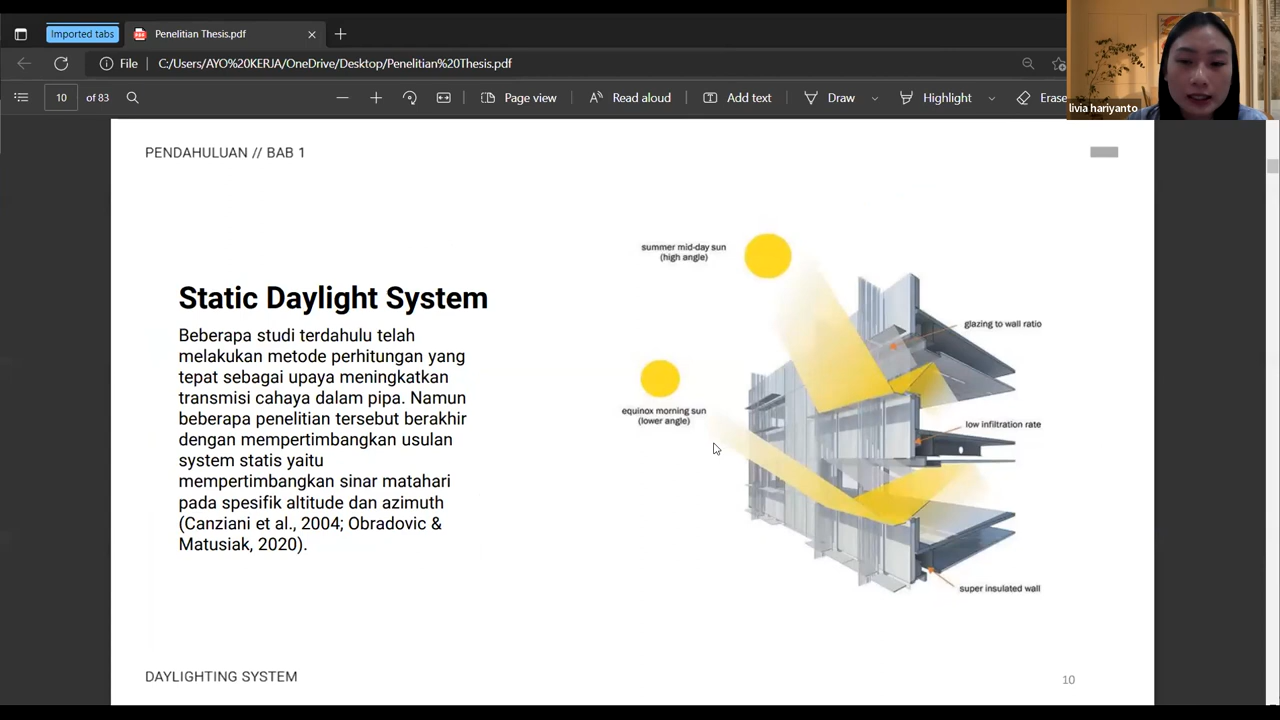 Imported tabs
Penelitian Thesis.pdf
File
C:/Users/AYO%20KERJA/OneDrive/Desktop/Penelitian%20Thesis.pdf
10 of 83
Page view
Read aloud
Add text
Draw
Highlight
Erase
livia hariyanto
PENDAHULUAN // BAB 1
Static Daylight System
Beberapa studi terdahulu telah
melakukan metode perhitungan yang
tepat sebagai upaya meningkatkan
transmisi cahaya dalam pipa. Namun
beberapa penelitian tersebut berakhir
dengan mempertimbangkan usulan
system statis yaitu
mempertimbangkan sinar matahari
pada spesifik altitude dan azimuth
(Canziani et al., 2004; Obradovic &
Matusiak, 2020).
summer mid-day sun
(high angle)
equinox morning sun
(lower angle)
glazing to wall ratio
low infiltration rate
super insulated wall
DAYLIGHTING SYSTEM
10